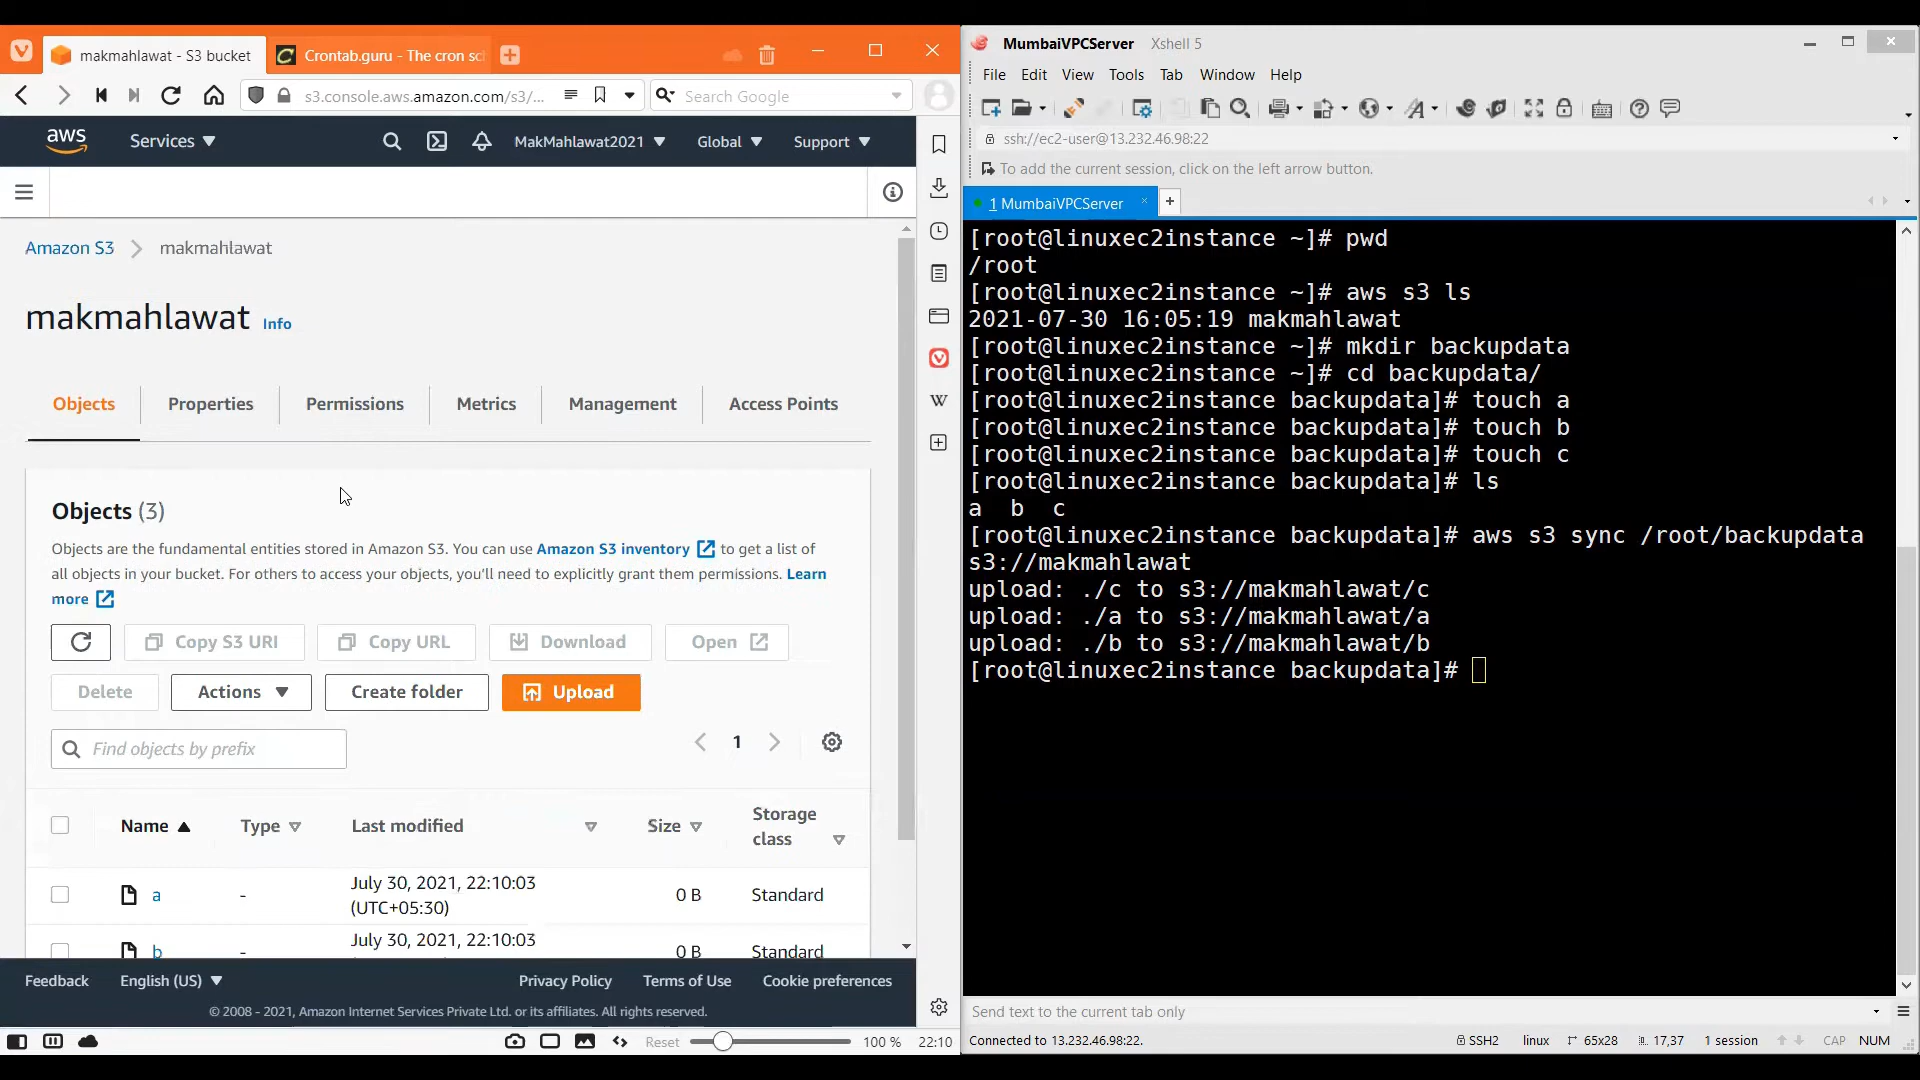 makmahlawat - S3 bucket
Crontab.guru - The cron sch
s3.console.aws.amazon.com/s3/...
Search Google
aws
Services
MakMahlawat2021
Global
Support
Amazon S3
makmahlawat
makmahlawat
Info
Objects
Properties
Permissions
Metrics
Management
Access Points
Objects (3)
Objects are the fundamental entities stored in Amazon S3. You can use Amazon S3 inventory to get a list of
all objects in your bucket. For others to access your objects, you'll need to explicitly grant them permissions. Learn
more
Copy S3 URI
Copy URL
Download
Open
Delete
Actions
Create folder
Upload
Find objects by prefix
1
Name
Type
Last modified
Size
Storage
class
a
-
July 30, 2021, 22:10:03
(UTC+05:30)
0 B
Standard
b
-
July 30, 2021, 22:10:03
0 B
Standard
Feedback
English (US)
Privacy Policy
Terms of Use
Cookie preferences
© 2008 - 2021, Amazon Internet Services Private Ltd. or its affiliates. All rights reserved.
Reset
100 %
22:10
MumbaiVPCServer
Xshell 5
File
Edit
View
Tools
Tab
Window
Help
ssh://ec2-user@13.232.46.98:22
To add the current session, click on the left arrow button.
1 MumbaiVPCServer
[root@linuxec2instance ~]# pwd
/root
[root@linuxec2instance ~]# aws s3 ls
2021-07-30 16:05:19 makmahlawat
[root@linuxec2instance ~]# mkdir backupdata
[root@linuxec2instance ~]# cd backupdata/
[root@linuxec2instance backupdata]# touch a
[root@linuxec2instance backupdata]# touch b
[root@linuxec2instance backupdata]# touch c
[root@linuxec2instance backupdata]# ls
a b c
[root@linuxec2instance backupdata]# aws s3 sync /root/backupdata
s3://makmahlawat
upload: ./c to s3://makmahlawat/c
upload: ./a to s3://makmahlawat/a
upload: ./b to s3://makmahlawat/b
[root@linuxec2instance backupdata]#
Send text to the current tab only
Connected to 13.232.46.98:22.
SSH2
linux
65x28
17,37
1 session
CAP
NUM